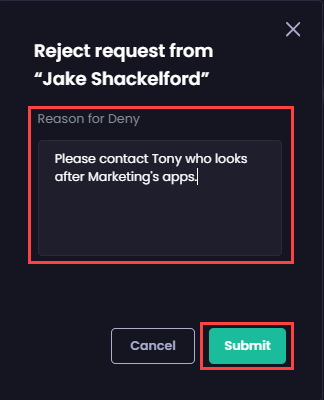 Reject request from
“Jake Shackelford”
Reason for Deny
Please contact Tony who looks
after Marketing's apps.
Cancel
Submit